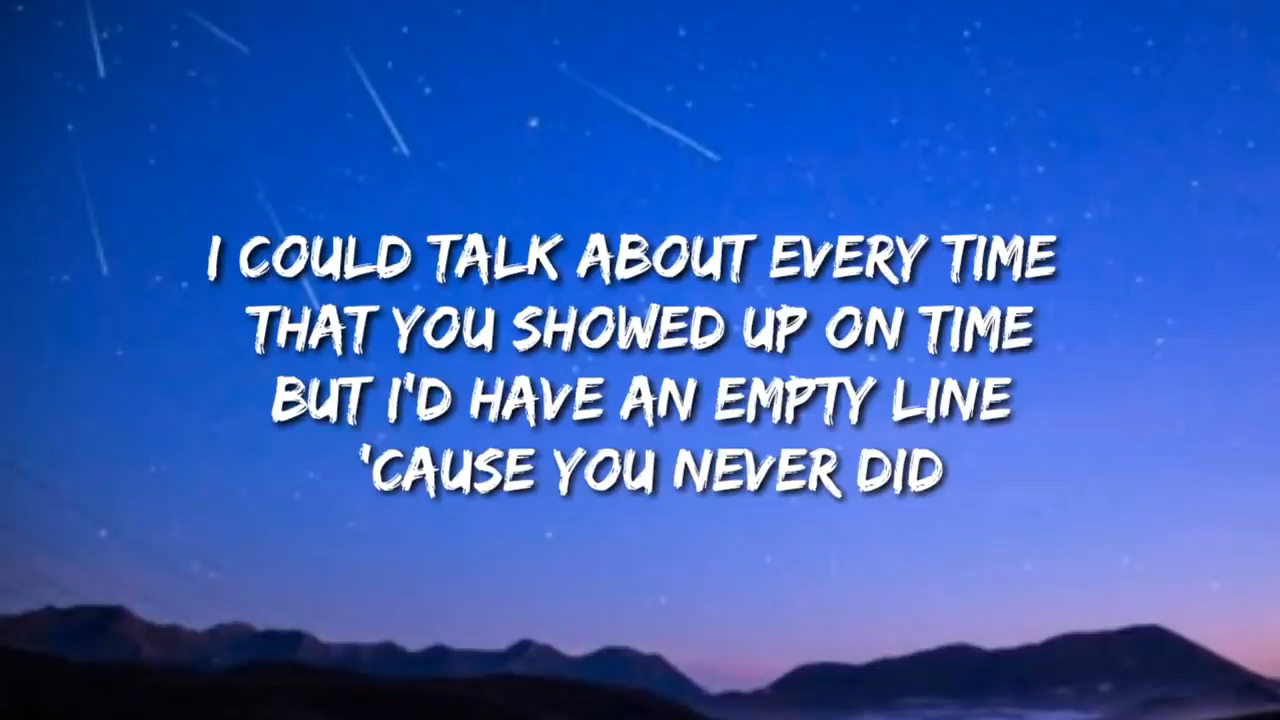 I COULD TALK ABOUT EVERY TIME
THAT YOU SHOWED UP ON TIME
BUT I'D HAVE AN EMPTY LINE
'CAUSE YOU NEVER DID